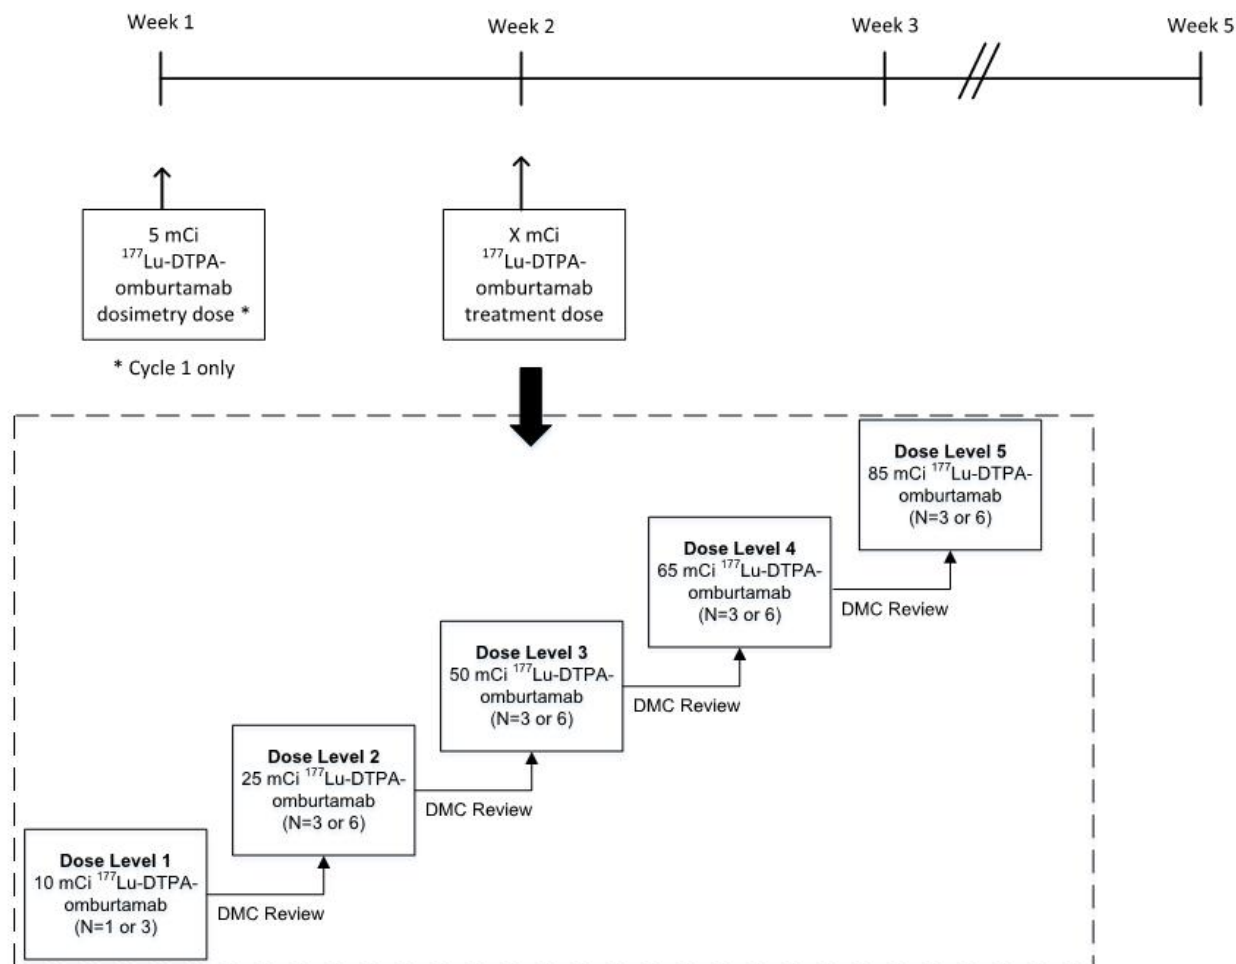 Week 1
Week 2
Week 3
Week 5
5 mCi
¹⁷⁷Lu-DTPA-
omburtamab
dosimetry dose *
* Cycle 1 only
X mCi
¹⁷⁷Lu-DTPA-
omburtamab
treatment dose
Dose Level 5
85 mCi ¹⁷⁷Lu-DTPA-
omburtamab
(N=3 or 6)
Dose Level 4
65 mCi ¹⁷⁷Lu-DTPA-
omburtamab
(N=3 or 6)
DMC Review
Dose Level 3
50 mCi ¹⁷⁷Lu-DTPA-
omburtamab
(N=3 or 6)
DMC Review
Dose Level 2
25 mCi ¹⁷⁷Lu-DTPA-
omburtamab
(N=3 or 6)
DMC Review
Dose Level 1
10 mCi ¹⁷⁷Lu-DTPA-
omburtamab
(N=1 or 3)
DMC Review